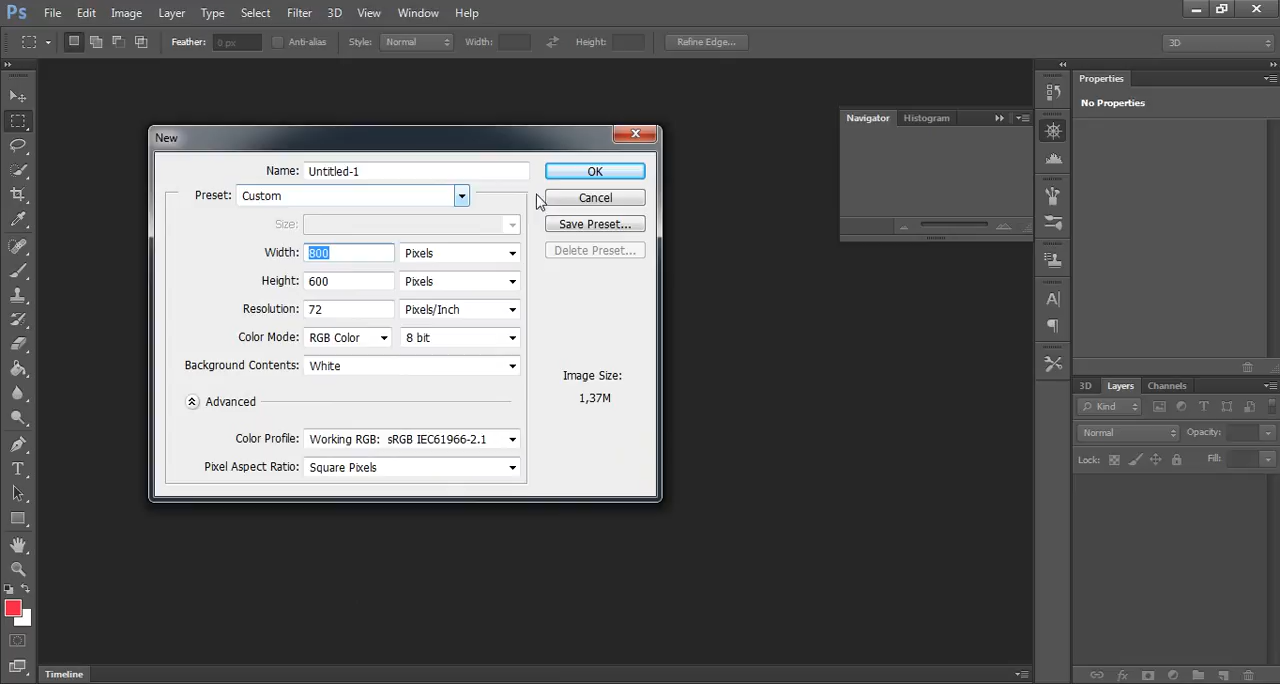 Ps File Edit Image Layer Type Select Filter 3D View Window Help
Feather: 0 px Anti-alias Style: Normal Width: Height: Refine Edge... 3D
Properties
No Properties
Navigator Histogram
New
Name: Untitled-1 OK
Preset: Custom Cancel
Size: Save Preset...
Width: 800 Pixels Delete Preset...
Height: 600 Pixels
Resolution: 72 Pixels/Inch
Color Mode: RGB Color 8 bit
Background Contents: White
Image Size:
1,37M
Advanced
Color Profile: Working RGB: sRGB IEC61966-2.1
Pixel Aspect Ratio: Square Pixels
3D Layers Channels
Kind
Normal Opacity:
Lock: Fill:
Timeline